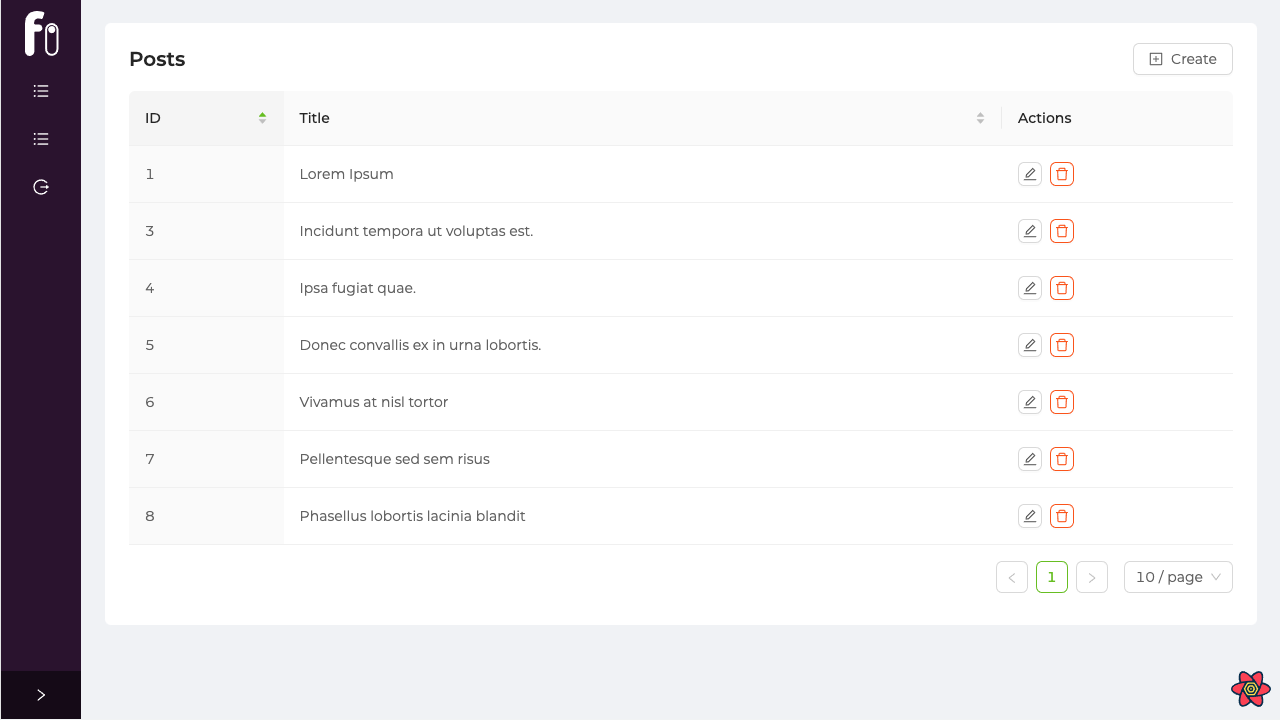 Posts
Create
ID Title Actions
1 Lorem Ipsum
3 Incidunt tempora ut voluptas est.
4 Ipsa fugiat quae.
5 Donec convallis ex in urna lobortis.
6 Vivamus at nisl tortor
7 Pellentesque sed sem risus
8 Phasellus lobortis lacinia blandit
1 10 / page